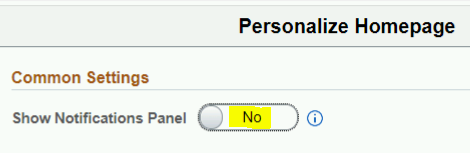 Personalize Homepage
Common Settings
Show Notifications Panel No